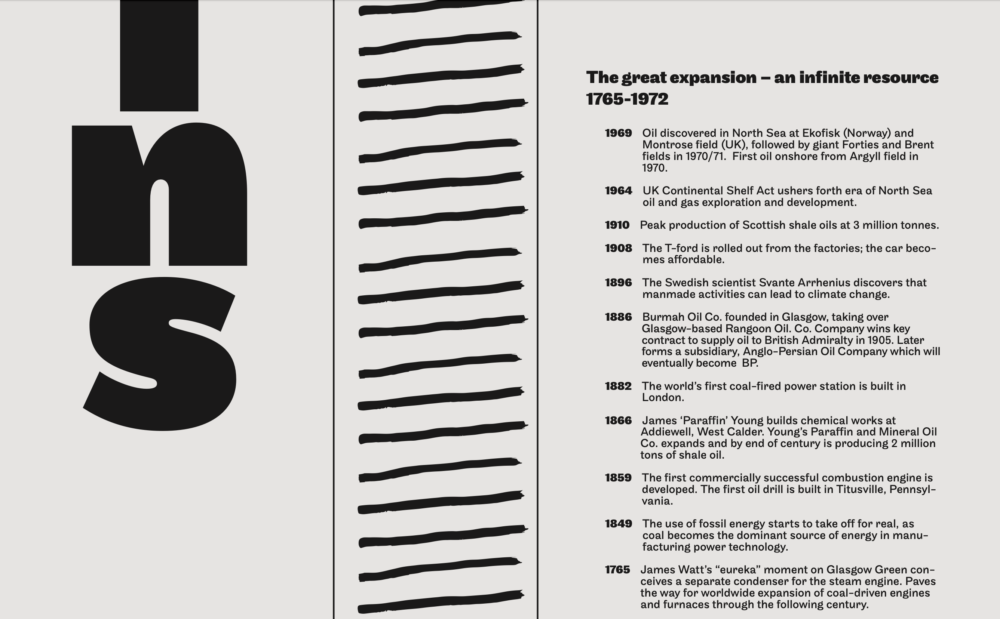 ins
The great expansion – an infinite resource
1765-1972
1969 Oil discovered in North Sea at Ekofisk (Norway) and
Montrose field (UK), followed by giant Forties and Brent
fields in 1970/71.  First oil onshore from Argyll field in
1970.
1964 UK Continental Shelf Act ushers forth era of North Sea
oil and gas exploration and development.
1910 Peak production of Scottish shale oils at 3 million tonnes.
1908 The T-ford is rolled out from the factories; the car beco-
mes affordable.
1896 The Swedish scientist Svante Arrhenius discovers that
manmade activities can lead to climate change.
1886 Burmah Oil Co. founded in Glasgow, taking over
Glasgow-based Rangoon Oil. Co. Company wins key
contract to supply oil to British Admiralty in 1905. Later
forms a subsidiary, Anglo-Persian Oil Company which will
eventually become  BP.
1882 The world’s first coal-fired power station is built in
London.
1866 James ‘Paraffin’ Young builds chemical works at
Addiewell, West Calder. Young’s Paraffin and Mineral Oil
Co. expands and by end of century is producing 2 million
tons of shale oil.
1859 The first commercially successful combustion engine is
developed. The first oil drill is built in Titusville, Pennsyl-
vania.
1849 The use of fossil energy starts to take off for real, as
coal becomes the dominant source of energy in manu-
facturing power technology.
1765 James Watt’s “eureka” moment on Glasgow Green con-
ceives a separate condenser for the steam engine. Paves
the way for worldwide expansion of coal-driven engines
and furnaces through the following century.